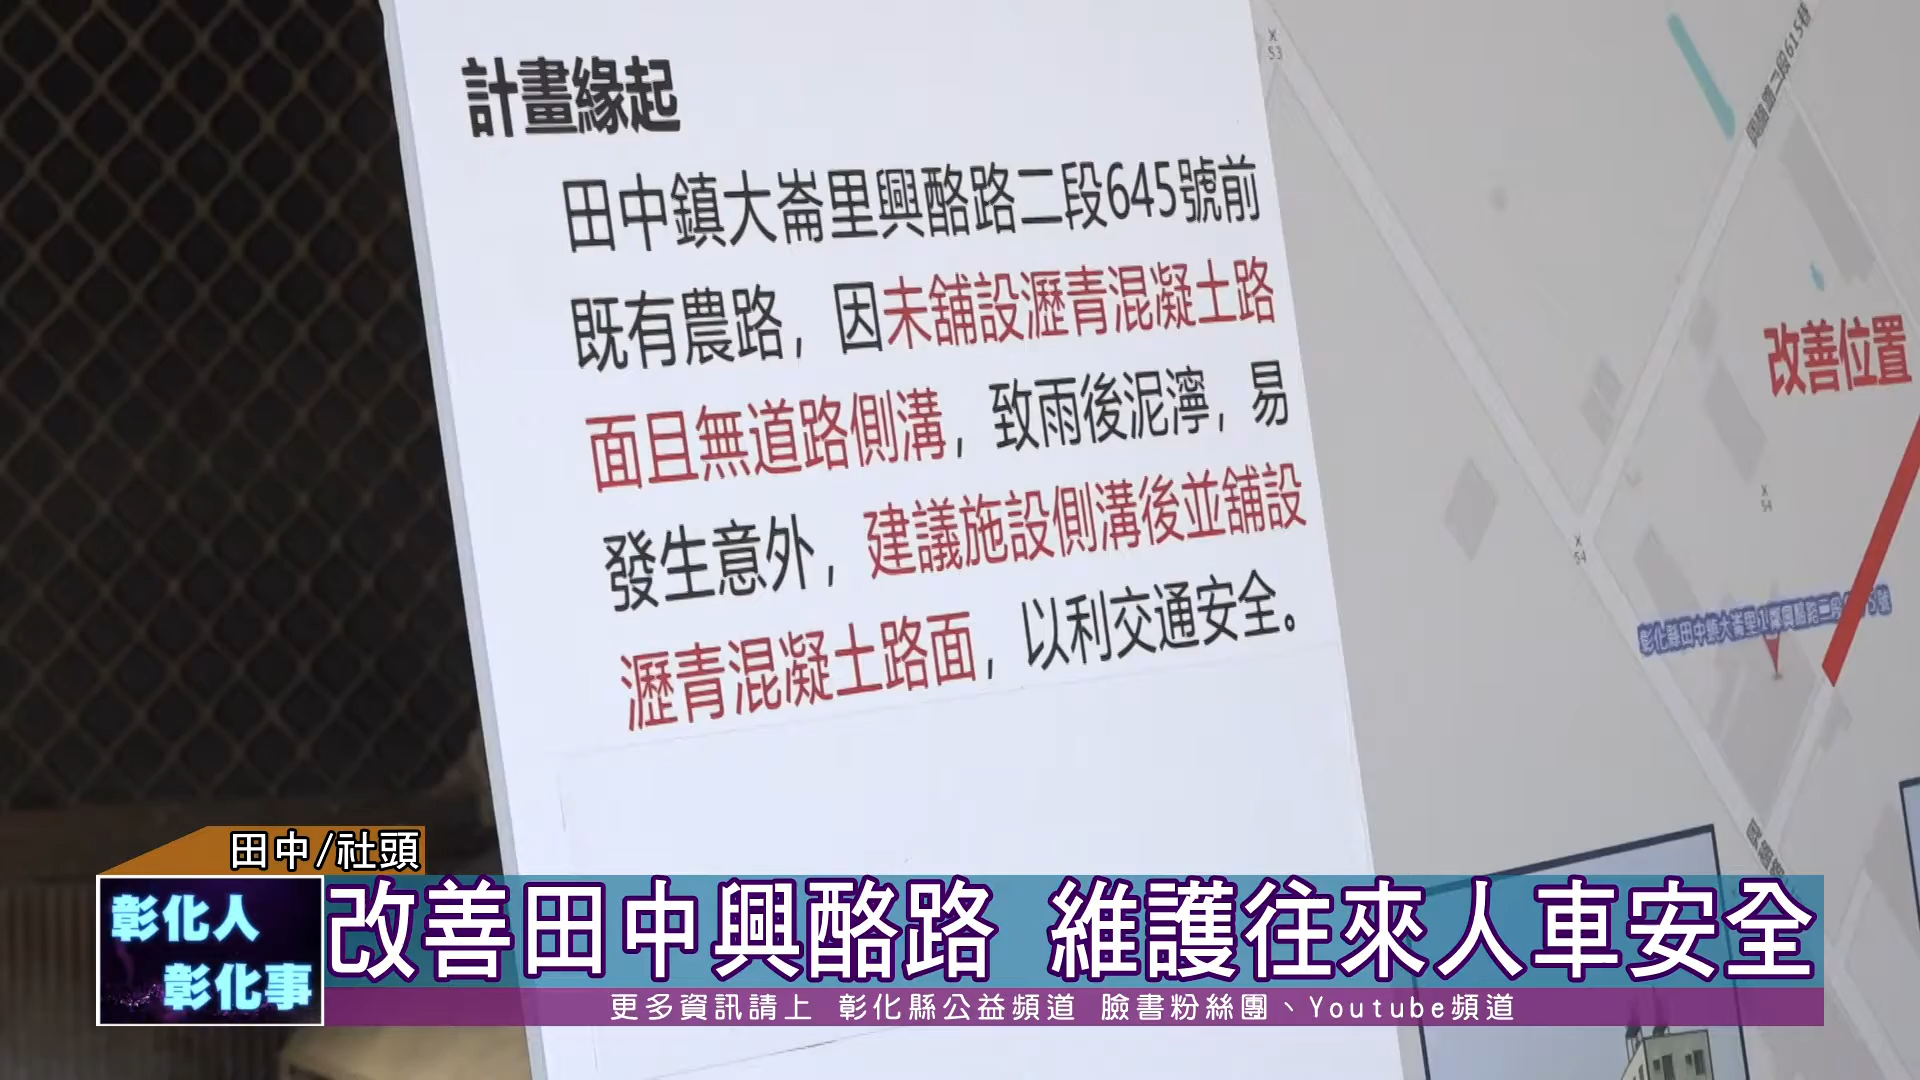 計畫緣起
田中鎮大崙里興酪路二段645號前
既有農路，因未舖設瀝青混凝土路
面且無道路側溝，致雨後泥濘，易
發生意外，建議施設側溝後並舖設
瀝青混凝土路面，以利交通安全。
X
53
改善位置
X
54
X
54
田中/社頭
彰化人
彰化事
改善田中興酪路 維護往來人車安全
更多資訊請上 彰化縣公益頻道 臉書粉絲團、Youtube頻道